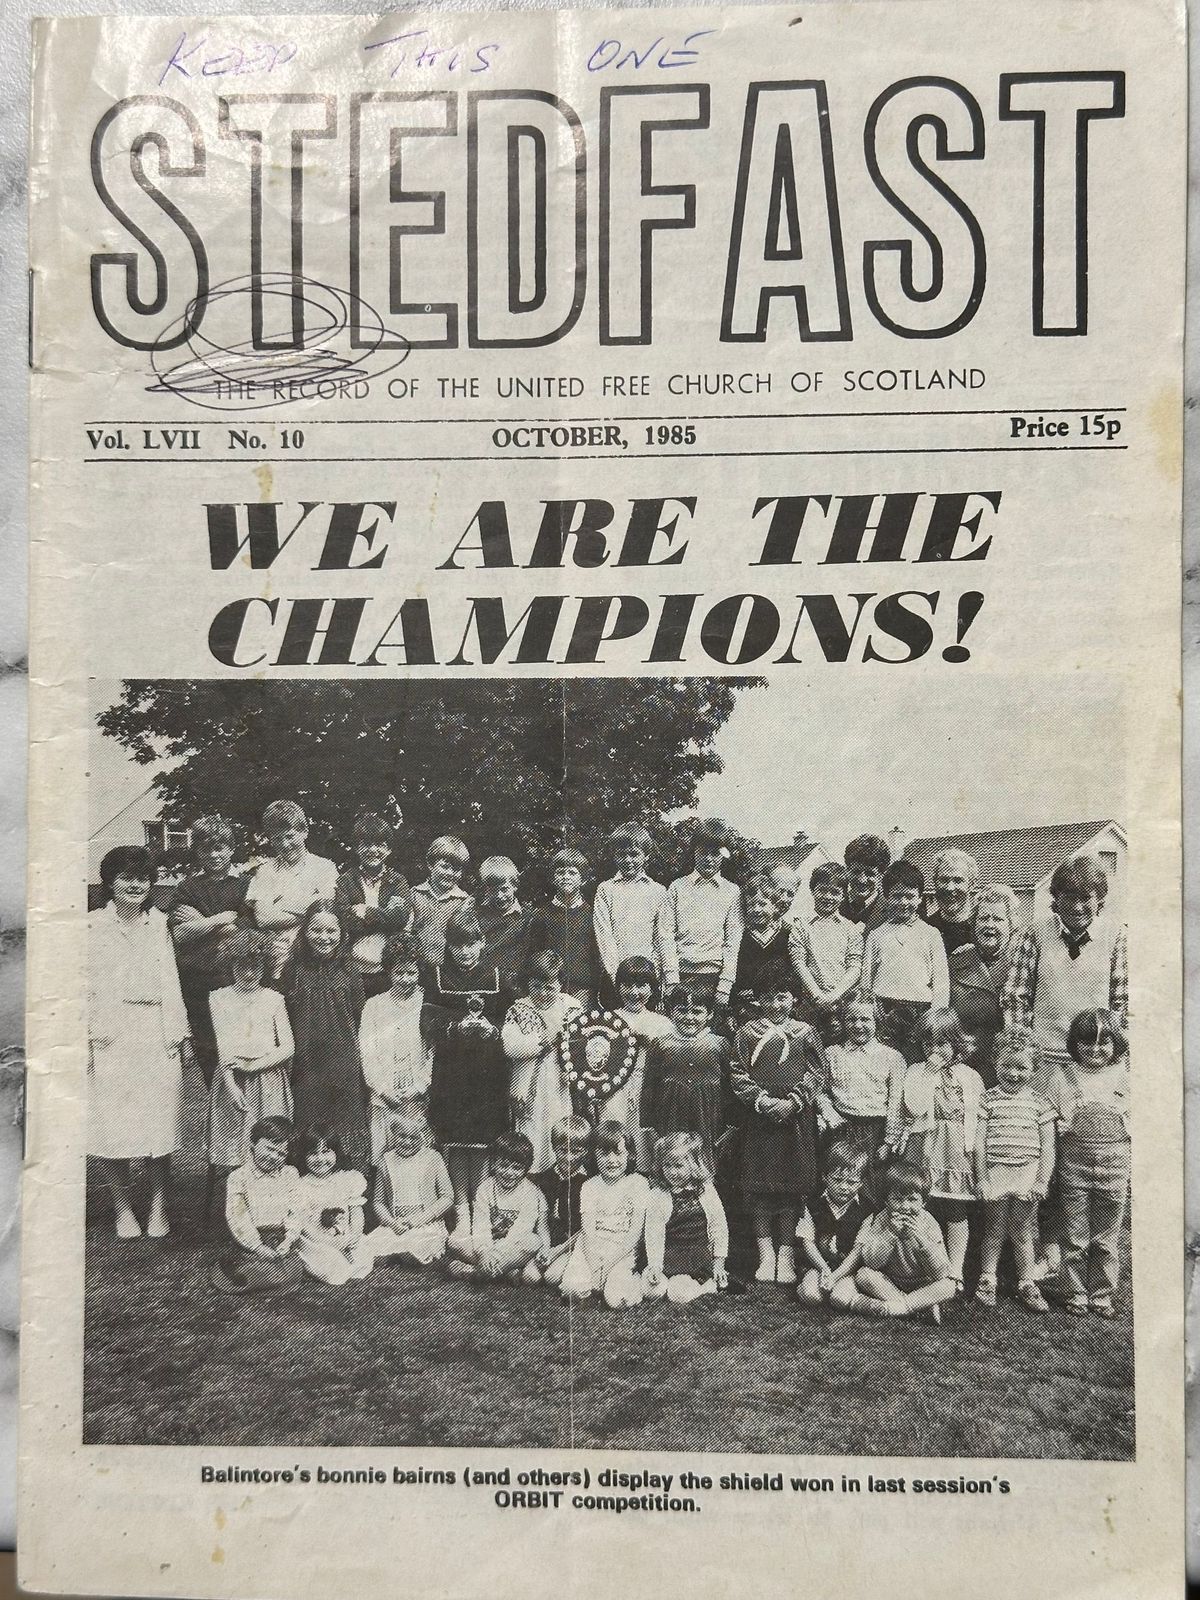 KEEP THIS ONE
STEDFAST
THE RECORD OF THE UNITED FREE CHURCH OF SCOTLAND
Vol. LVII No. 10 OCTOBER, 1985 Price 15p
WE ARE THE
CHAMPIONS!
Balintore's bonnie bairns (and others) display the shield won in last session's
ORBIT competition.